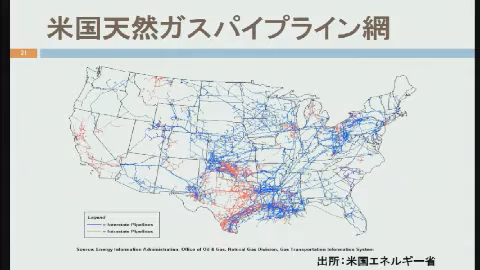 米国天然ガスパイプライン網
21
Legend
= Interstate Pipelines
= Intrastate Pipelines
Source: Energy Information Administration, Office of Oil & Gas, Natural Gas Division, Gas Transportation Information System
出所：米国エネルギー省